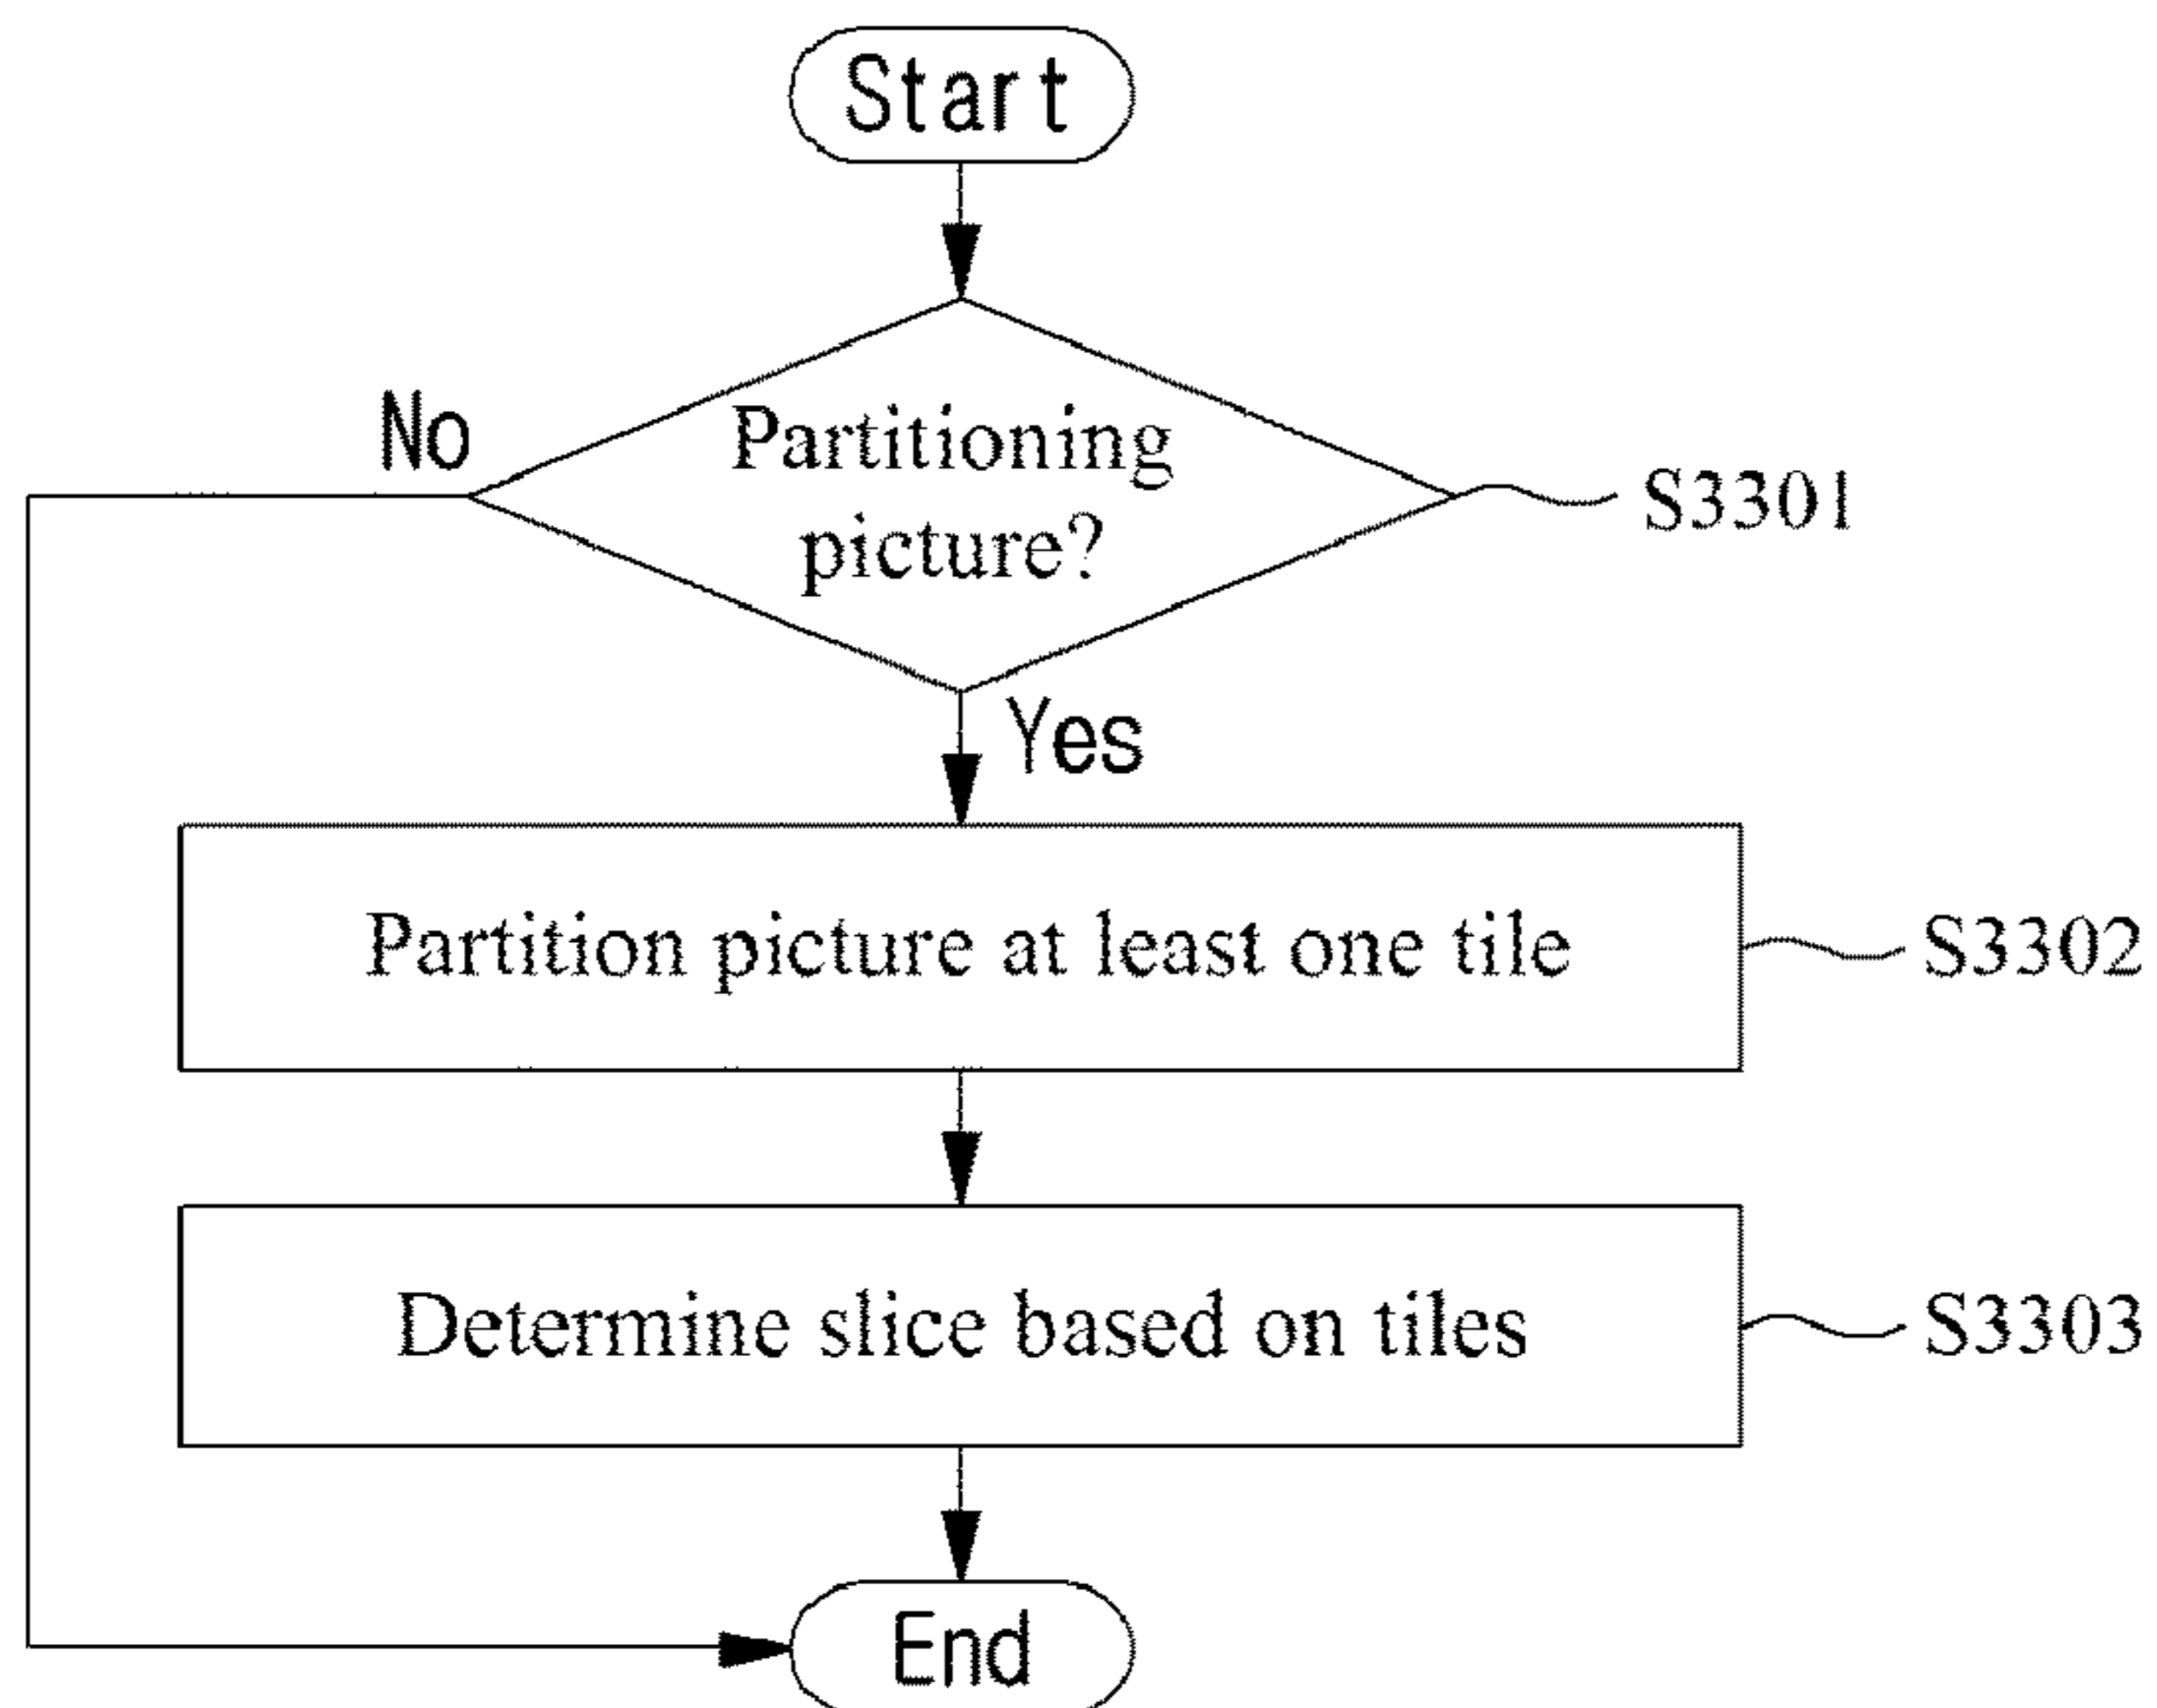 Start
No
Partitioning
picture?
S3301
Yes
Partition picture at least one tile
S3302
Determine slice based on tiles
S3303
End